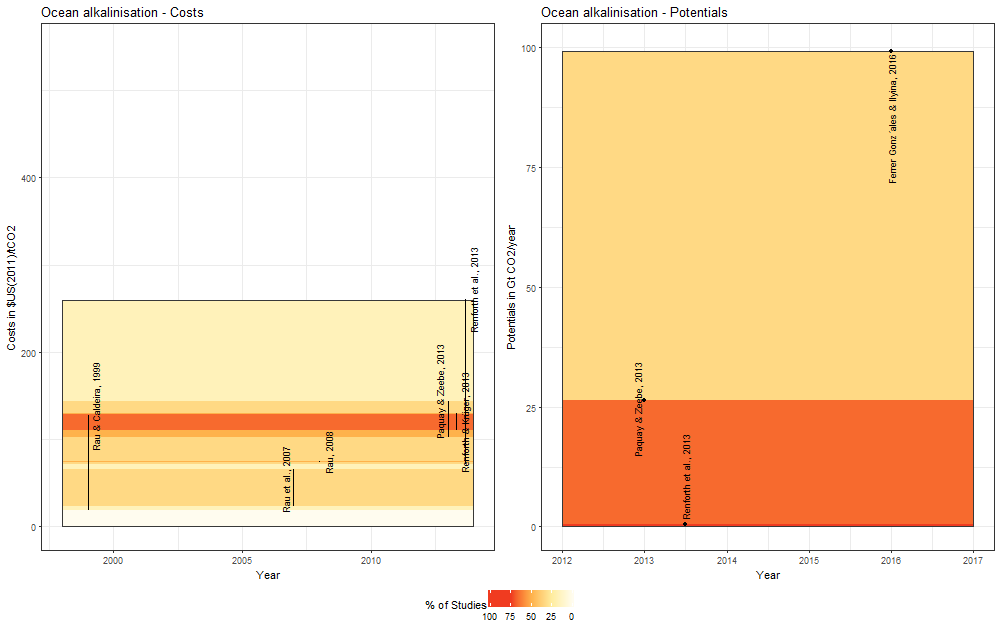 Ocean alkalinisation - Costs
Costs in $US(2011)/tCO2
400
200
0
Rau & Caldeira, 1999
Rau et al., 2007
Rau, 2008
Paquay & Zeebe, 2013
Renforth & Kruger, 2013
Renforth et al., 2013
2000
2005
2010
Year
Ocean alkalinisation - Potentials
Potentials in Gt CO2/year
100
75
50
25
0
Paquay & Zeebe, 2013
Renforth et al., 2013
Ferrer Gonz´ales & Ilyina, 2016
2012
2013
2014
2015
2016
2017
Year
% of Studies
100 75 50 25 0